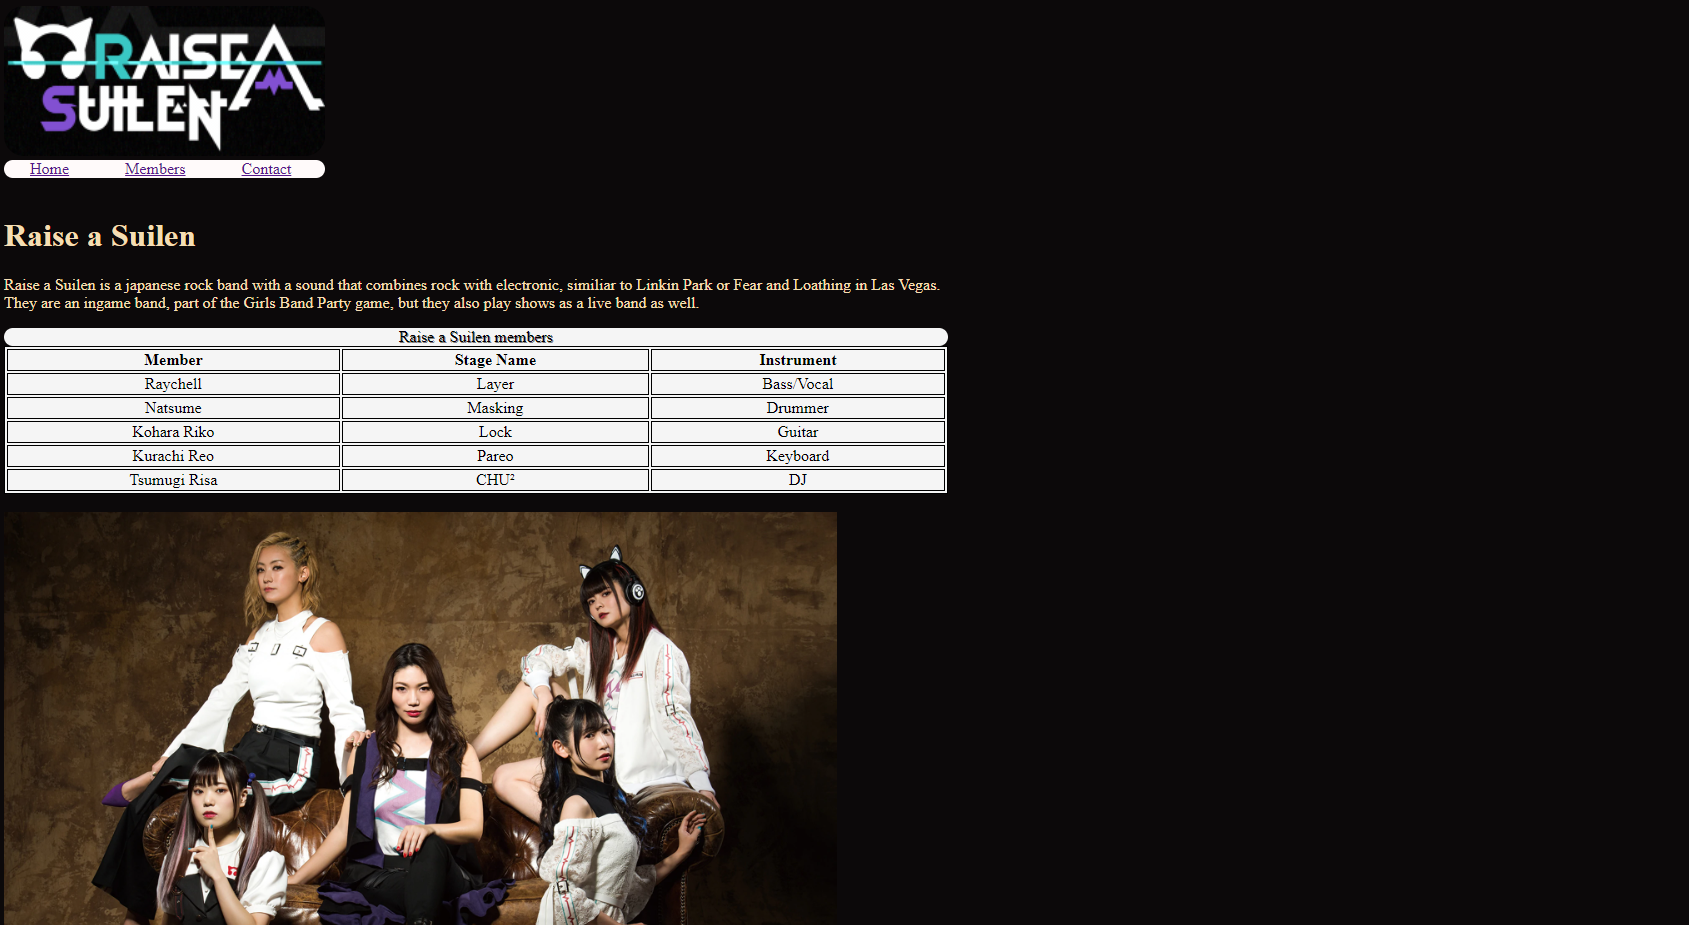 RAISE A
SUILEN
Home Members Contact
Raise a Suilen
Raise a Suilen is a japanese rock band with a sound that combines rock with electronic, similiar to Linkin Park or Fear and Loathing in Las Vegas.
They are an ingame band, part of the Girls Band Party game, but they also play shows as a live band as well.
Raise a Suilen members
Member Stage Name Instrument
Raychell Layer Bass/Vocal
Natsume Masking Drummer
Kohara Riko Lock Guitar
Kurachi Reo Pareo Keyboard
Tsumugi Risa CHU² DJ